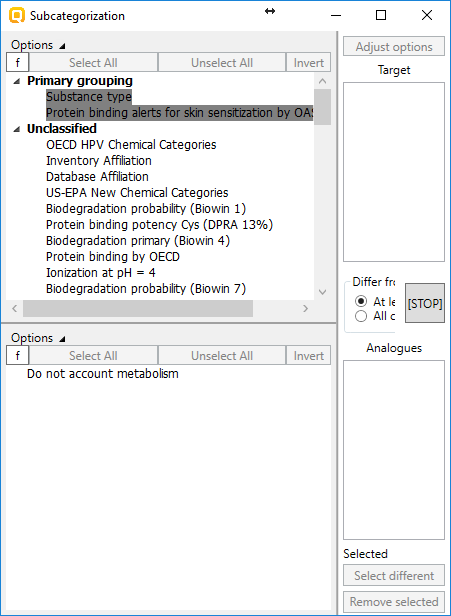 Subcategorization
Options
f Select All Unselect All Invert
Primary grouping
Substance type
Protein binding alerts for skin sensitization by OAS
Unclassified
OECD HPV Chemical Categories
Inventory Affiliation
Database Affiliation
US-EPA New Chemical Categories
Biodegradation probability (Biowin 1)
Protein binding potency Cys (DPRA 13%)
Biodegradation primary (Biowin 4)
Protein binding by OECD
Ionization at pH = 4
Biodegradation probability (Biowin 7)
Options
f Select All Unselect All Invert
Do not account metabolism
Adjust options
Target
Differ fro
At le
All c
[STOP]
Analogues
Selected
Select different
Remove selected